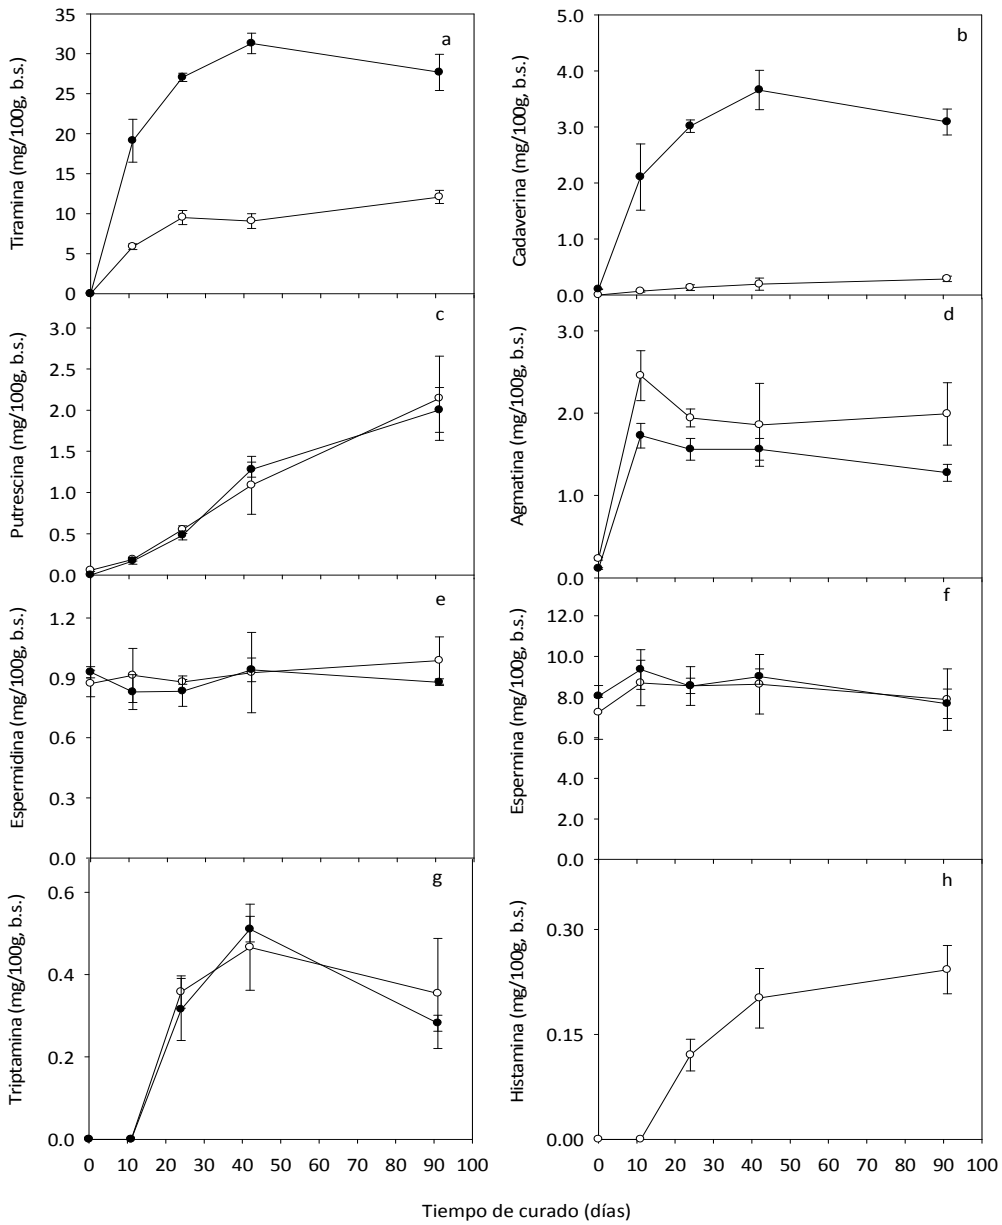 35
30
25
20
15
10
5
0
Tiramina (mg/100g, b.s.)
a
5.0
4.0
3.0
2.0
1.0
0.0
Cadaverina (mg/100g, b.s.)
b
3.0
2.5
2.0
1.5
1.0
0.5
0.0
Putrescina (mg/100g, b.s.)
c
3.0
2.0
1.0
0.0
Agmatina (mg/100g, b.s.)
d
1.2
0.9
0.6
0.3
0.0
Espermidina (mg/100g, b.s.)
e
12.0
10.0
8.0
6.0
4.0
2.0
0.0
Espermina (mg/100g, b.s.)
f
0.6
0.4
0.2
0.0
Triptamina (mg/100g, b.s.)
g
0 10 20 30 40 50 60 70 80 90 100
0.30
0.15
0.00
Histamina (mg/100g, b.s.)
h
0 10 20 30 40 50 60 70 80 90 100
Tiempo de curado (días)